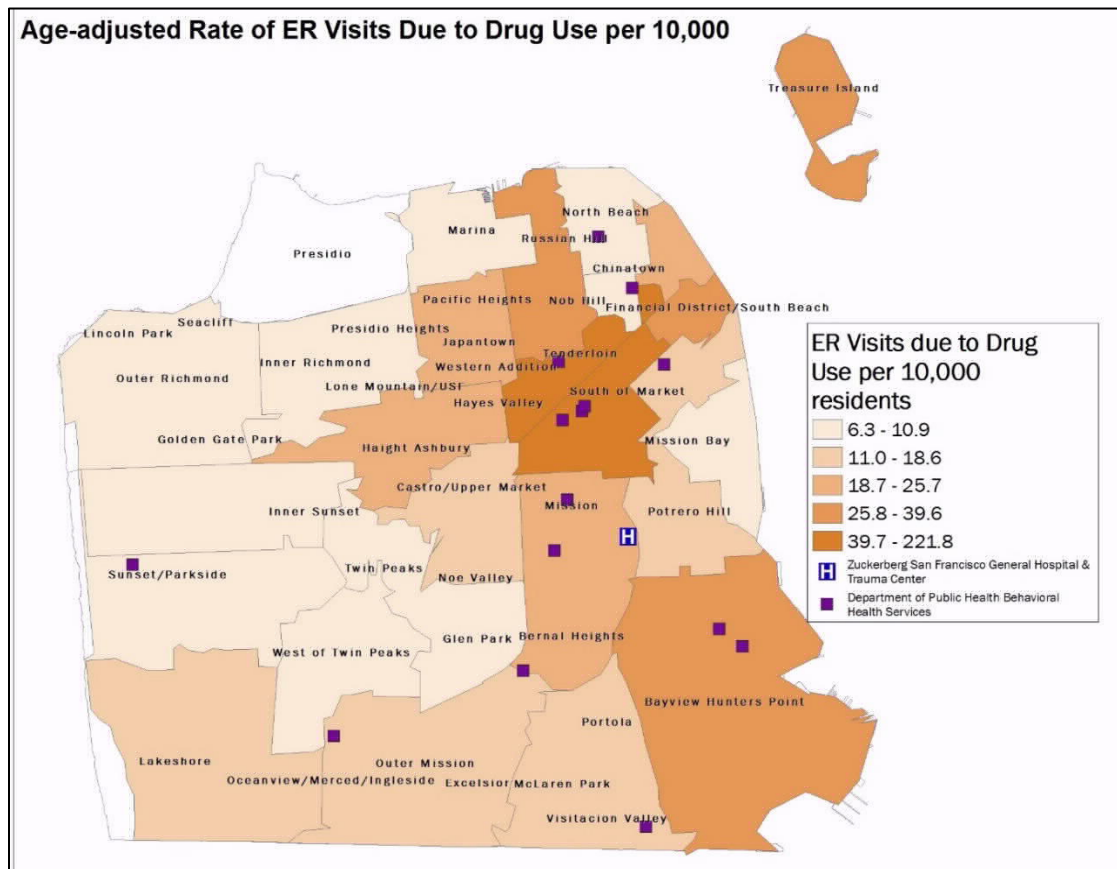 Age-adjusted Rate of ER Visits Due to Drug Use per 10,000
Treasure Island
North Beach
Marina
Russian Hill
Presidio
Chinatown
Pacific Heights
Nob Hill
Financial District/South Beach
Seacliff
Lincoln Park
Presidio Heights
Japantown
Inner Richmond
Tenderloin
Western Addition
Outer Richmond
Lone Mountain/USF
South of Market
Hayes Valley
Golden Gate Park
Haight Ashbury
Mission Bay
Castro/Upper Market
Mission
Inner Sunset
Potrero Hill
Twin Peaks
Sunset/Parkside
Noe Valley
Glen Park
Bernal Heights
West of Twin Peaks
Bayview Hunters Point
Portola
Lakeshore
Outer Mission
Oceanview/Merced/Ingleside
Excelsior
McLaren Park
Visitacion Valley
ER Visits due to Drug
Use per 10,000
residents
6.3 - 10.9
11.0 - 18.6
18.7 - 25.7
25.8 - 39.6
39.7 - 221.8
H
Zuckerberg San Francisco General Hospital &
Trauma Center
Department of Public Health Behavioral
Health Services
H